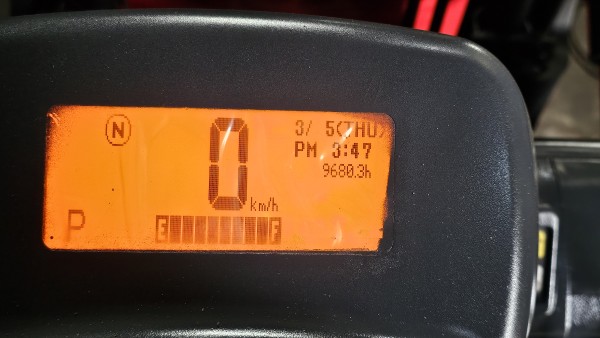 N
3/ 5(THU)
PM 3:47
9680.3h
0 km/h
P
E F